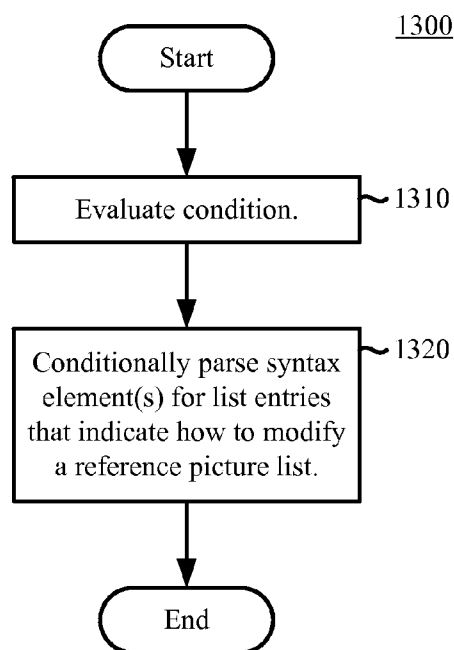 1300
Start
Evaluate condition.
1310
Conditionally parse syntax
element(s) for list entries
that indicate how to modify
a reference picture list.
1320
End